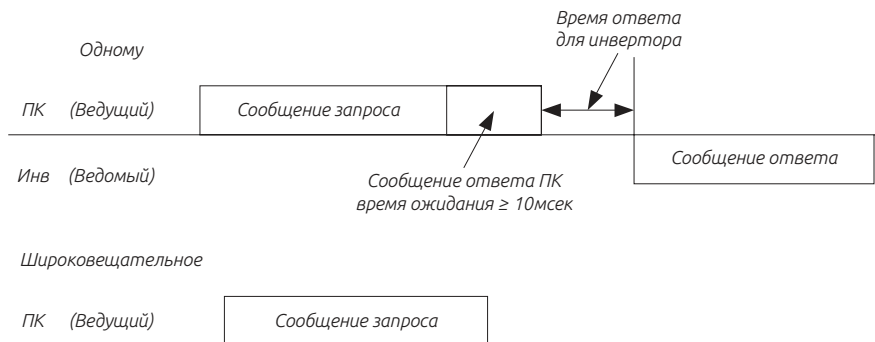 Время ответа
для инвертора
Одному
ПК (Ведущий) Сообщение запроса
Инв (Ведомый) Сообщение ответа
Сообщение ответа ПК
время ожидания ≥ 10мсек
Широковещательное
ПК (Ведущий) Сообщение запроса